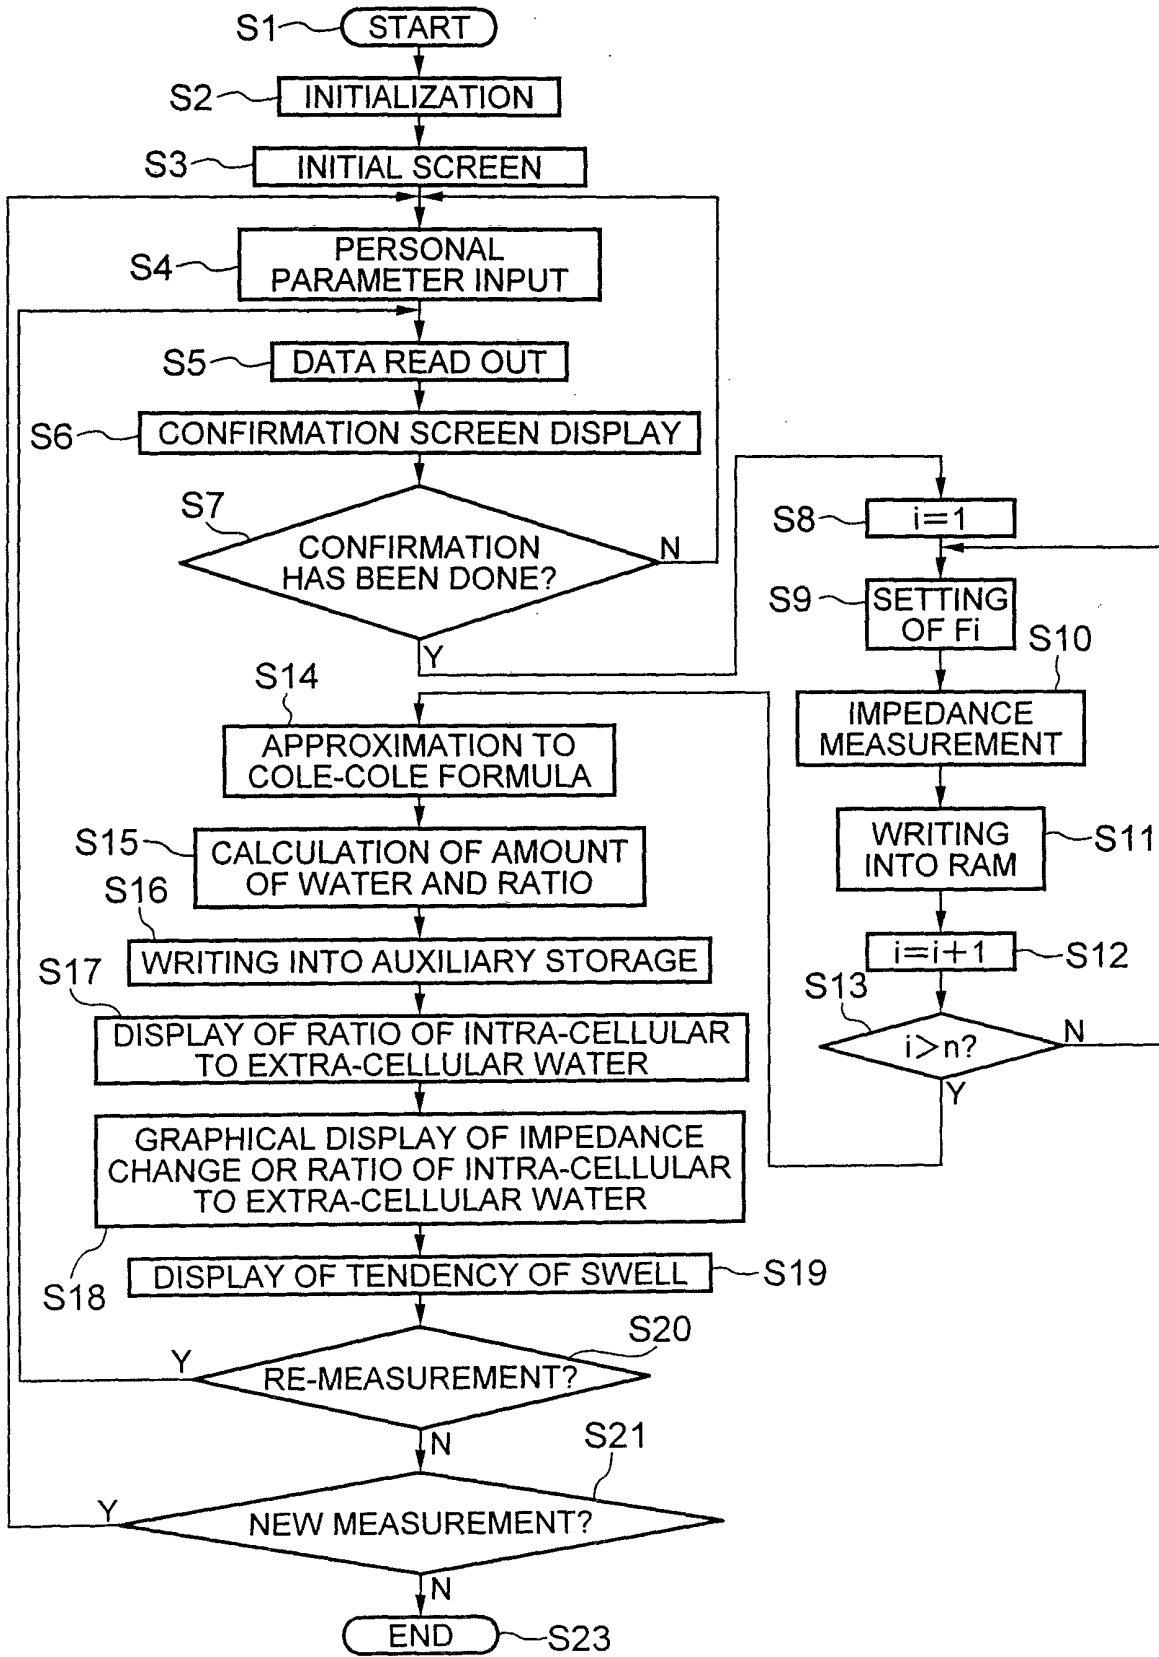 S1
START
S2
INITIALIZATION
S3
INITIAL SCREEN
S4
PERSONAL
PARAMETER INPUT
S5
DATA READ OUT
S6
CONFIRMATION SCREEN DISPLAY
S7
CONFIRMATION
HAS BEEN DONE?
N
Y
S8
i=1
S9
SETTING
OF Fi
S10
IMPEDANCE
MEASUREMENT
S11
WRITING
INTO RAM
S12
i=i+1
S13
i>n?
N
Y
S14
APPROXIMATION TO
COLE-COLE FORMULA
S15
CALCULATION OF AMOUNT
OF WATER AND RATIO
S16
WRITING INTO AUXILIARY STORAGE
S17
DISPLAY OF RATIO OF INTRA-CELLULAR
TO EXTRA-CELLULAR WATER
GRAPHICAL DISPLAY OF IMPEDANCE
CHANGE OR RATIO OF INTRA-CELLULAR
TO EXTRA-CELLULAR WATER
S18
DISPLAY OF TENDENCY OF SWELL
S19
S20
RE-MEASUREMENT?
Y
N
S21
NEW MEASUREMENT?
Y
N
END
S23